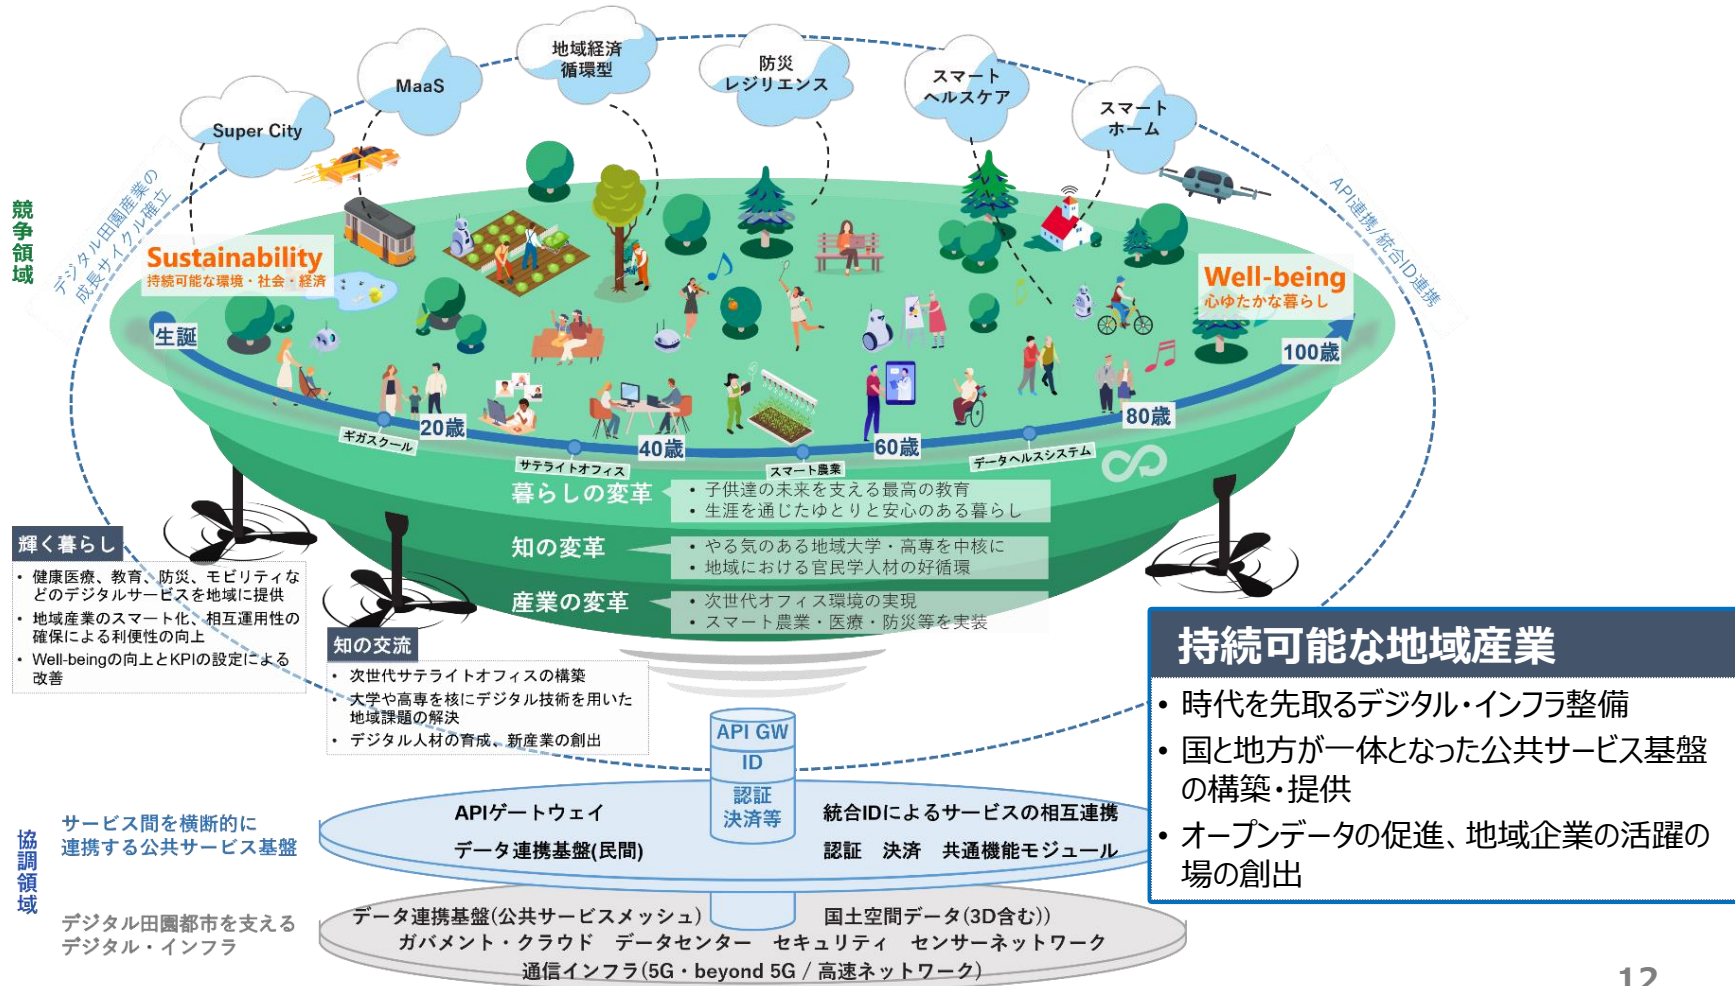 Super City
MaaS
地域経済
循環型
防災
レジリエンス
スマート
ヘルスケア
スマート
ホーム
デジタル田園産業の
成長サイクル確立
API連携/統合ID連携
競争領域
Sustainability
持続可能な環境・社会・経済
Well-being
心ゆたかな暮らし
生誕
20歳
40歳
60歳
80歳
100歳
ギガスクール
サテライトオフィス
スマート農業
データヘルスシステム
暮らしの変革
• 子供達の未来を支える最高の教育
• 生涯を通じたゆとりと安心のある暮らし
知の変革
• やる気のある地域大学・高専を中核に
• 地域における官民学人材の好循環
産業の変革
• 次世代オフィス環境の実現
• スマート農業・医療・防災等を実装
輝く暮らし
• 健康医療、教育、防災、モビリティな
どのデジタルサービスを地域に提供
• 地域産業のスマート化、相互運用性の
確保による利便性の向上
• Well-beingの向上とKPIの設定による
改善
知の交流
• 次世代サテライトオフィスの構築
• 大学や高専を核にデジタル技術を用いた
地域課題の解決
• デジタル人材の育成、新産業の創出
持続可能な地域産業
• 時代を先取るデジタル・インフラ整備
• 国と地方が一体となった公共サービス基盤
の構築・提供
• オープンデータの促進、地域企業の活躍の
場の創出
API GW
ID
認証
決済等
協調領域
サービス間を横断的に
連携する公共サービス基盤
APIゲートウェイ
統合IDによるサービスの相互連携
データ連携基盤(民間)
認証　決済　共通機能モジュール
デジタル田園都市を支える
デジタル・インフラ
データ連携基盤(公共サービスメッシュ)
国土空間データ(3D含む))
ガバメント・クラウド　データセンター　セキュリティ　センサーネットワーク
通信インフラ(5G・beyond 5G / 高速ネットワーク)
12